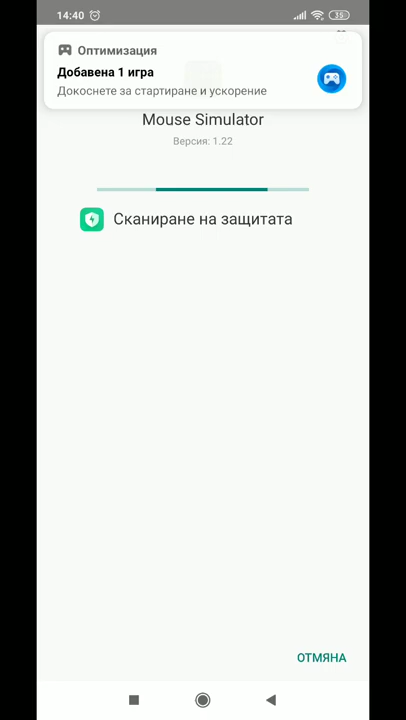 14:40
35
Оптимизация
Добавена 1 игра
Докоснете за стартиране и ускорение
Mouse Simulator
Версия: 1.22
Сканиране на защитата
ОТМЯНА